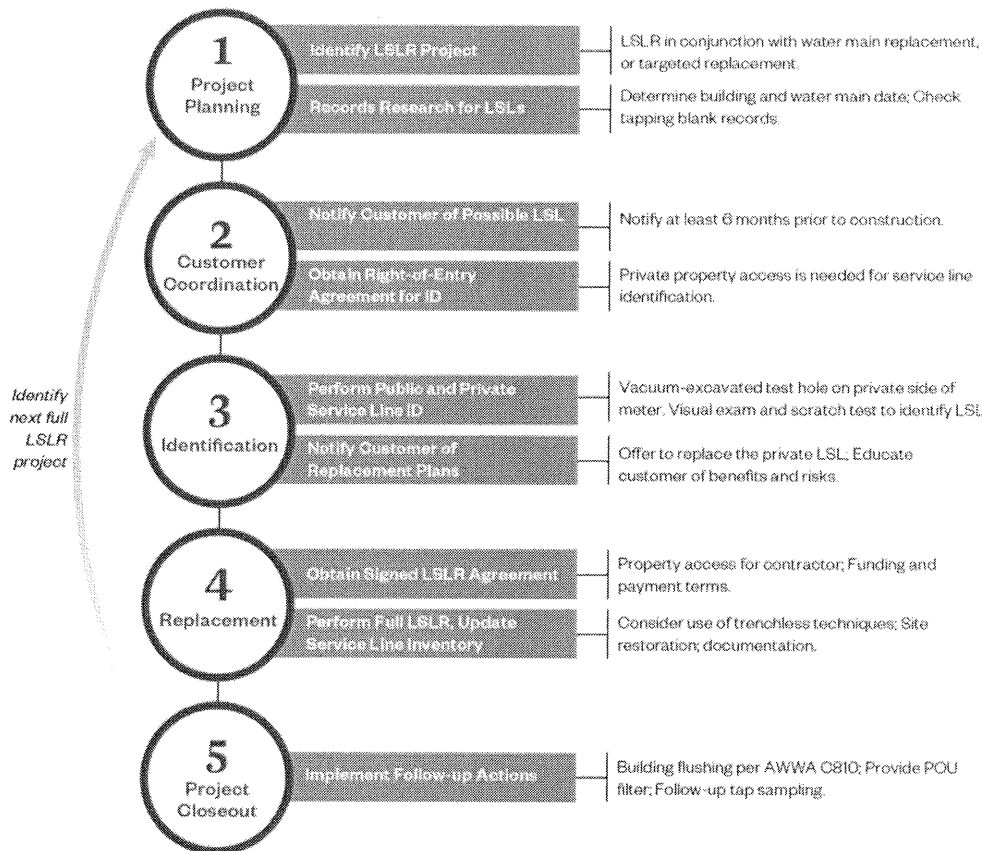 1
Project
Planning
Identify LSLR Project
LSLR in conjunction with water main replacement,
or targeted replacement.
Records Research for LSLs
Determine building and water main date; Check
tapping blank records.
2
Customer
Coordination
Notify Customer of Possible LSL
Notify at least 6 months prior to construction.
Obtain Right-of-Entry
Agreement for ID
Private property access is needed for service line
identification.
Identify
next full
LSLR
project
3
Identification
Perform Public and Private
Service Line ID
Vacuum-excavated test hole on private side of
meter. Visual exam and scratch test to identify LSL
Notify Customer of
Replacement Plans
Offer to replace the private LSL; Educate
customer of benefits and risks.
4
Replacement
Obtain Signed LSLR Agreement
Property access for contractor; Funding and
payment terms.
Perform Full LSLR, Update
Service Line Inventory
Consider use of trenchless techniques; Site
restoration; documentation.
5
Project
Closeout
Implement Follow-up Actions
Building flushing per AWWA C810; Provide POU
filter; Follow-up tap sampling.